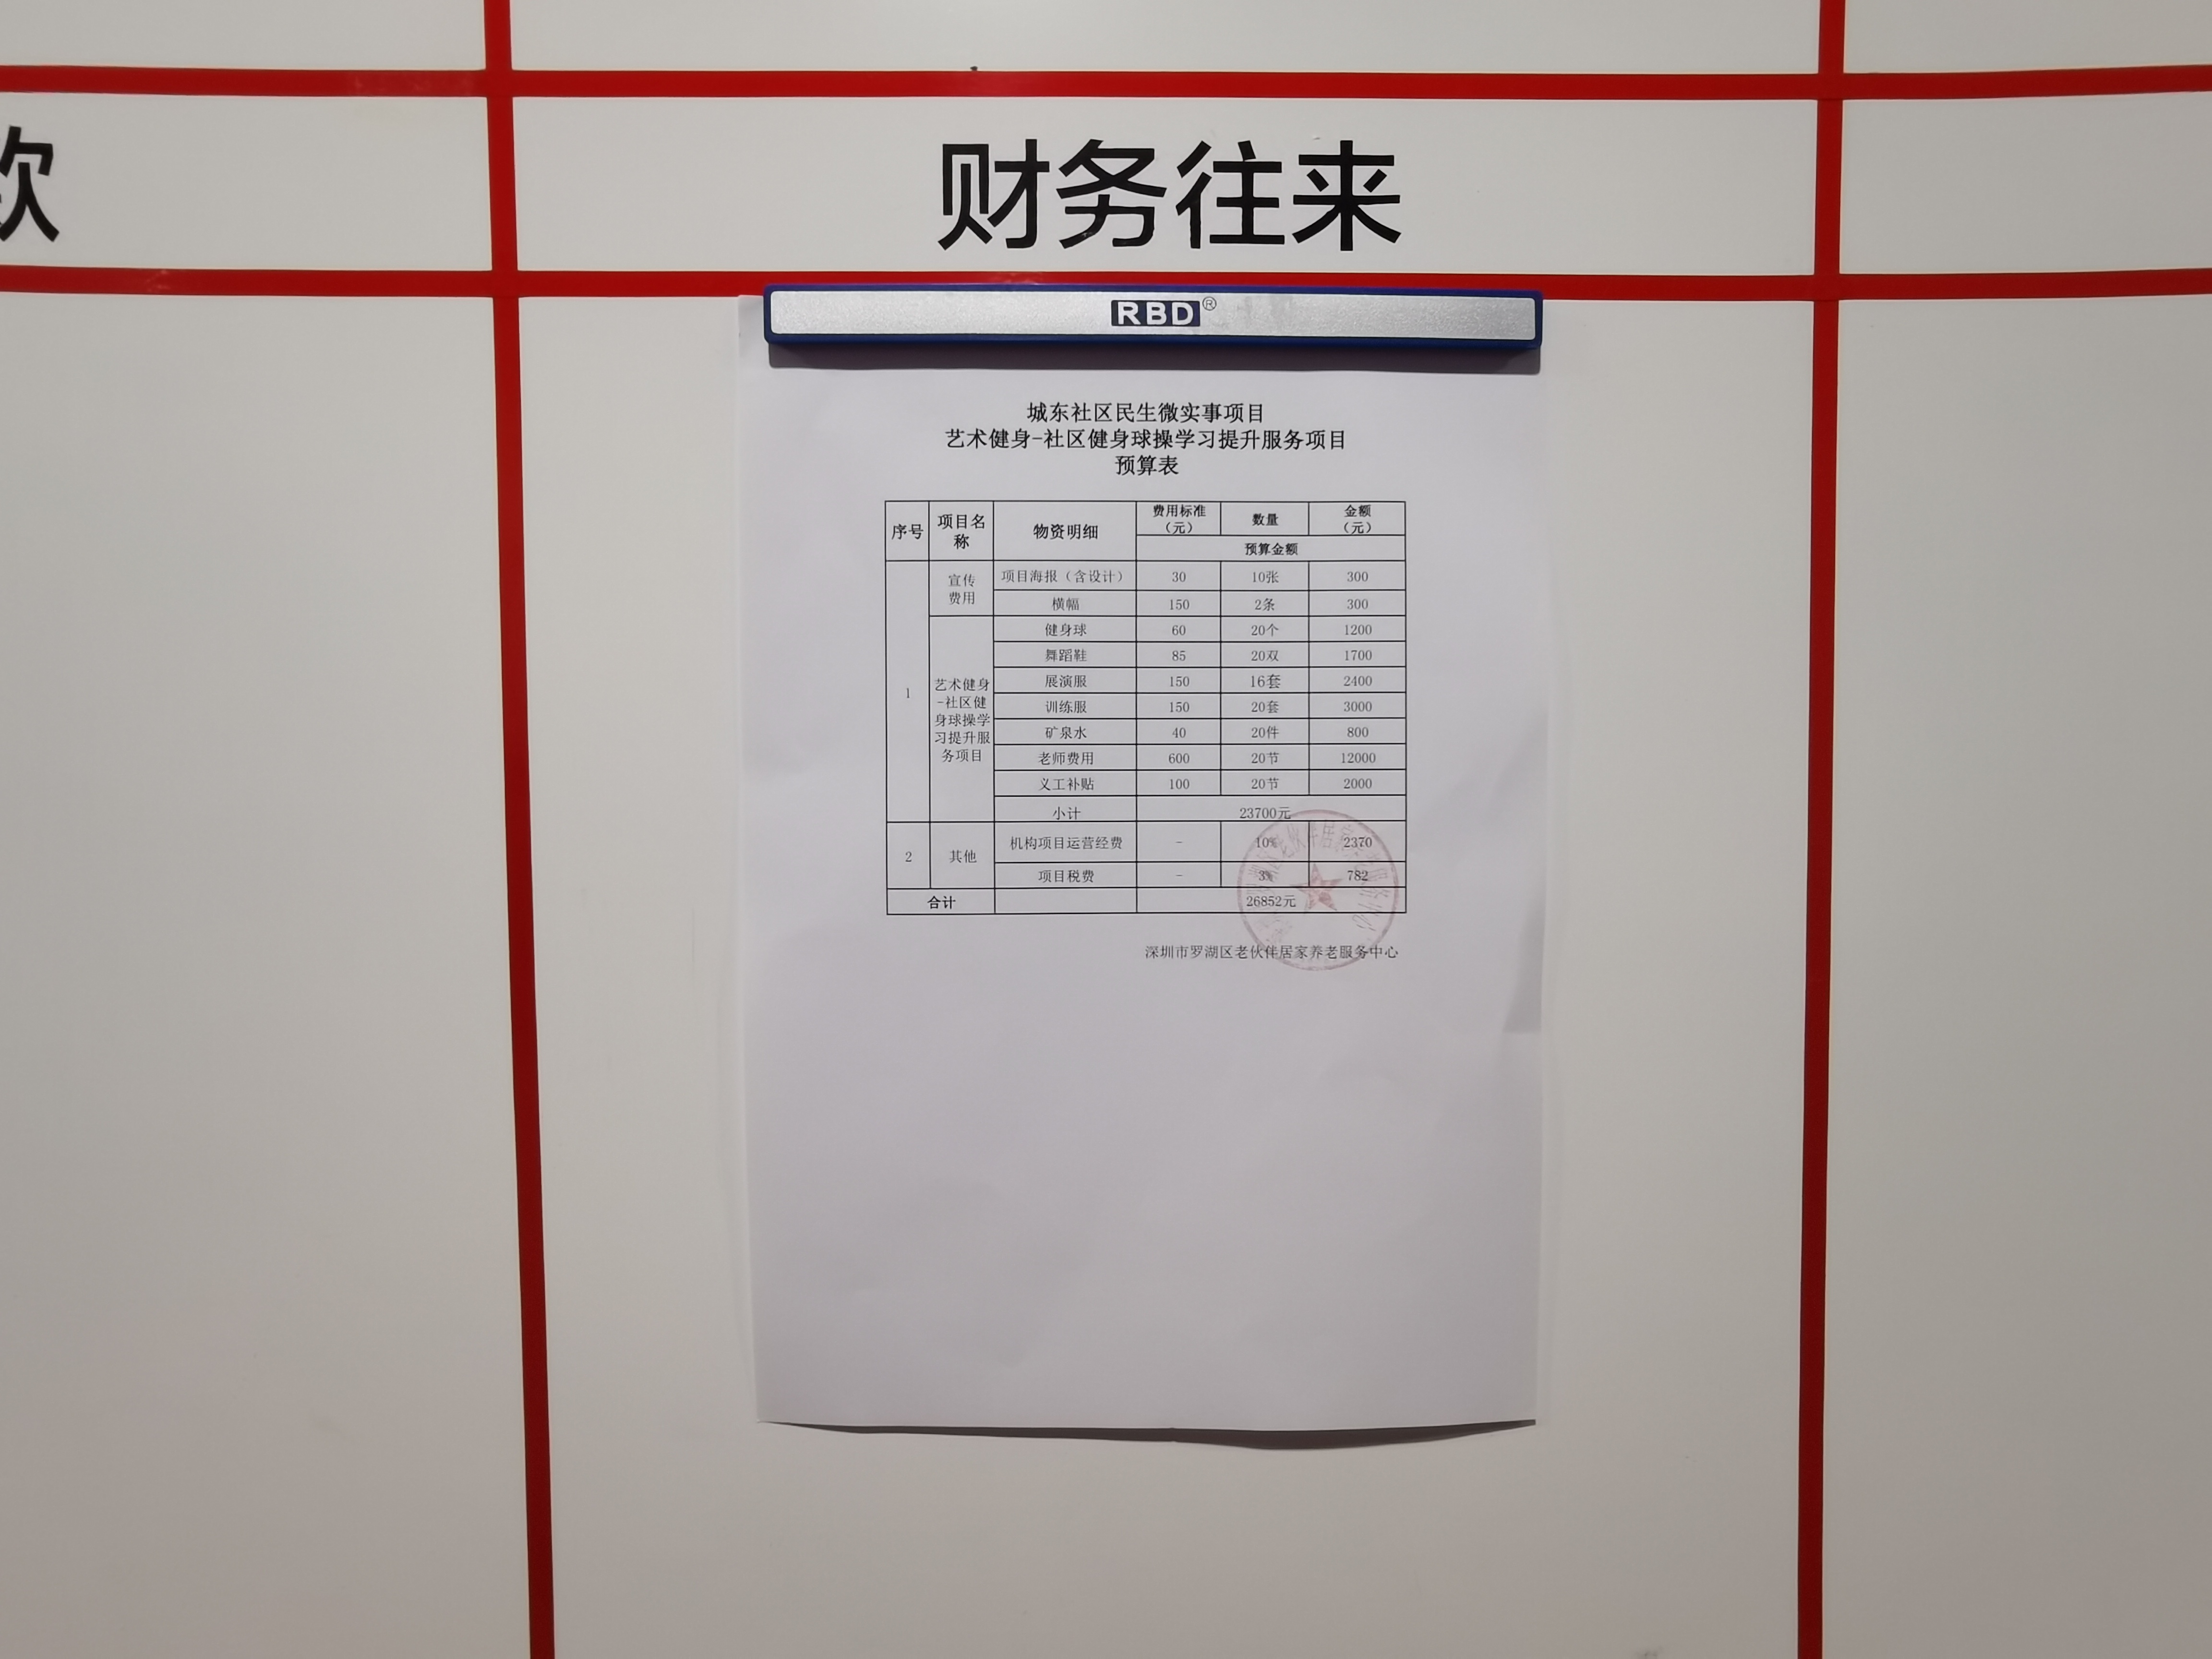 款
财务往来
RBD®
城东社区民生微实事项目
艺术健身-社区健身球操学习提升服务项目
预算表
序号 项目名称 物资明细 费用标准（元） 数量 金额（元）
预算金额
1 宣传费用 项目海报（含设计） 30 10张 300
横幅 150 2条 300
艺术健身-社区健身球操学习提升服务项目 健身球 60 20个 1200
舞蹈鞋 85 20双 1700
展演服 150 16套 2400
训练服 150 20套 3000
矿泉水 40 20件 800
老师费用 600 20节 12000
义工补贴 100 20节 2000
小计 23700元
2 其他 机构项目运营经费 - 10% 2370
项目税费 - 3% 782
合计 26852元
深圳市罗湖区老伙伴居家养老服务中心